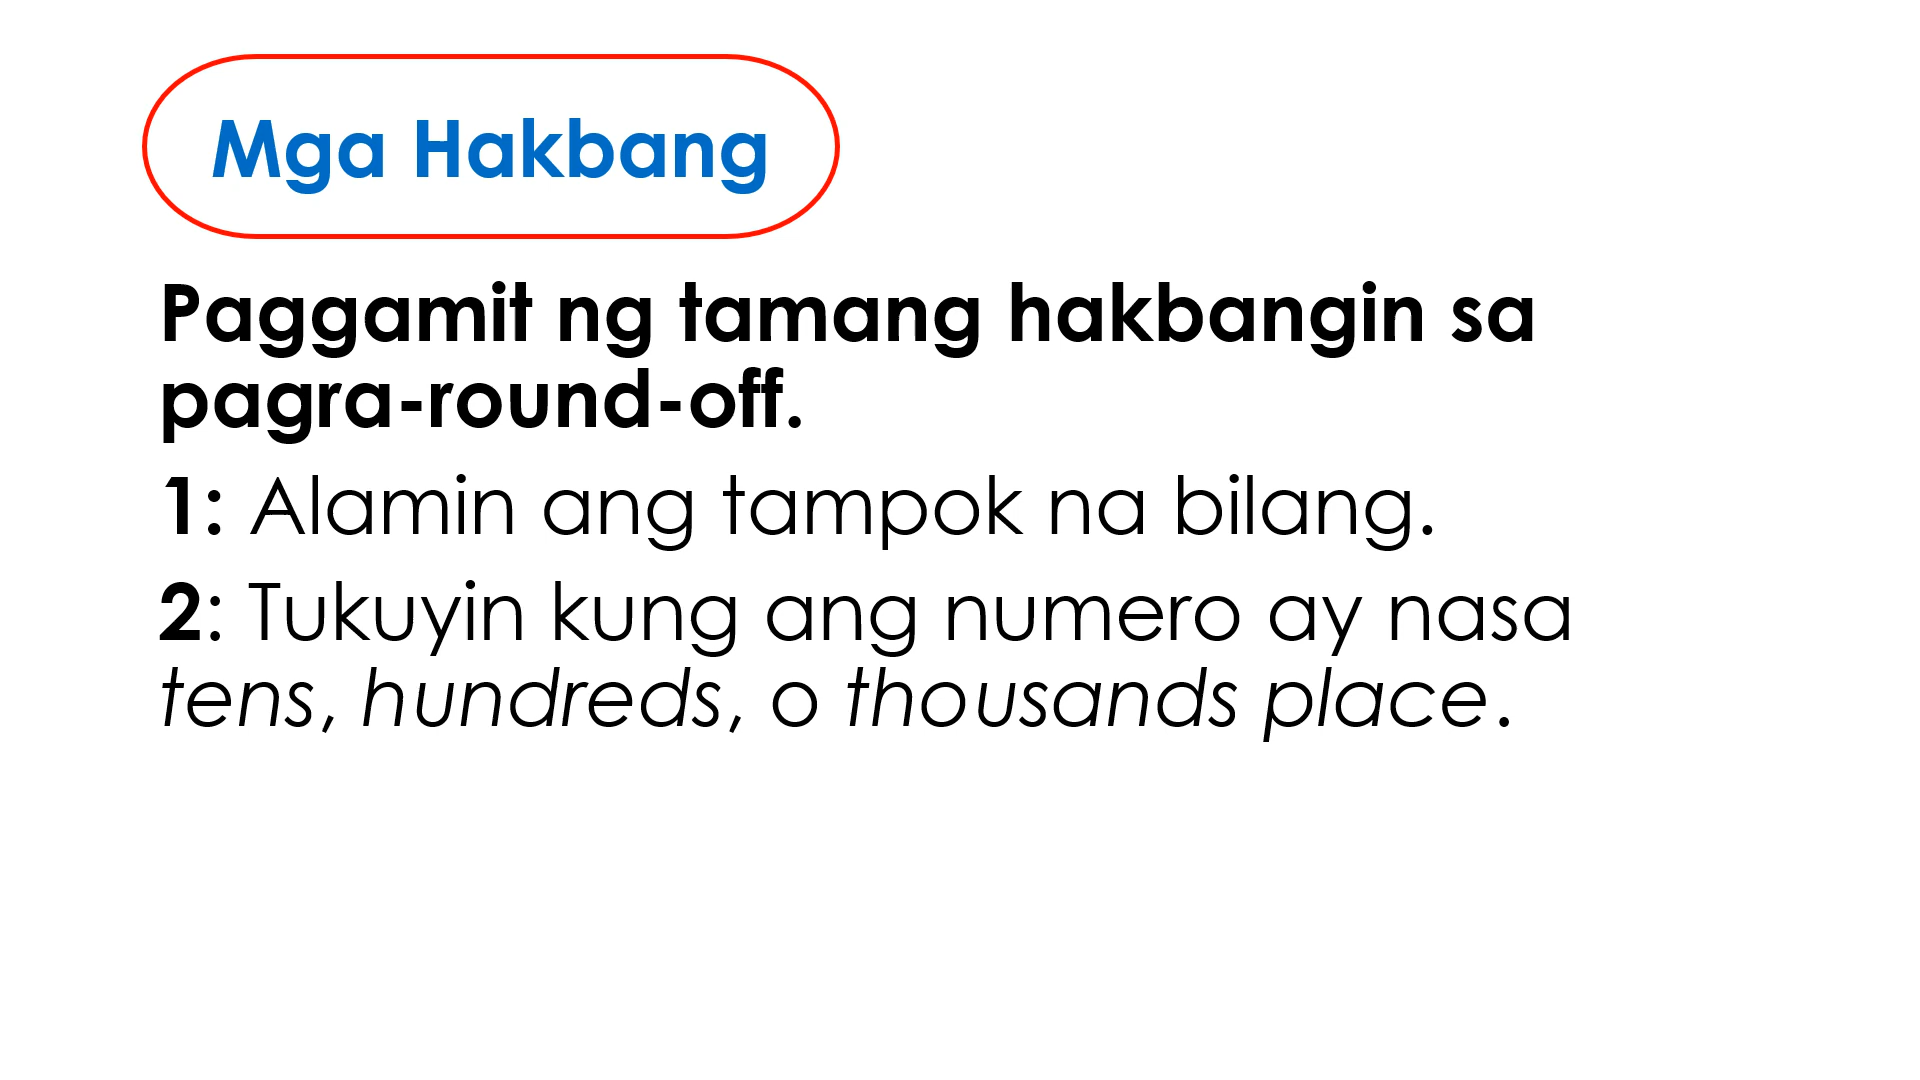 Mga Hakbang
Paggamit ng tamang hakbangin sa
pagra-round-off.
1: Alamin ang tampok na bilang.
2: Tukuyin kung ang numero ay nasa
tens, hundreds, o thousands place.